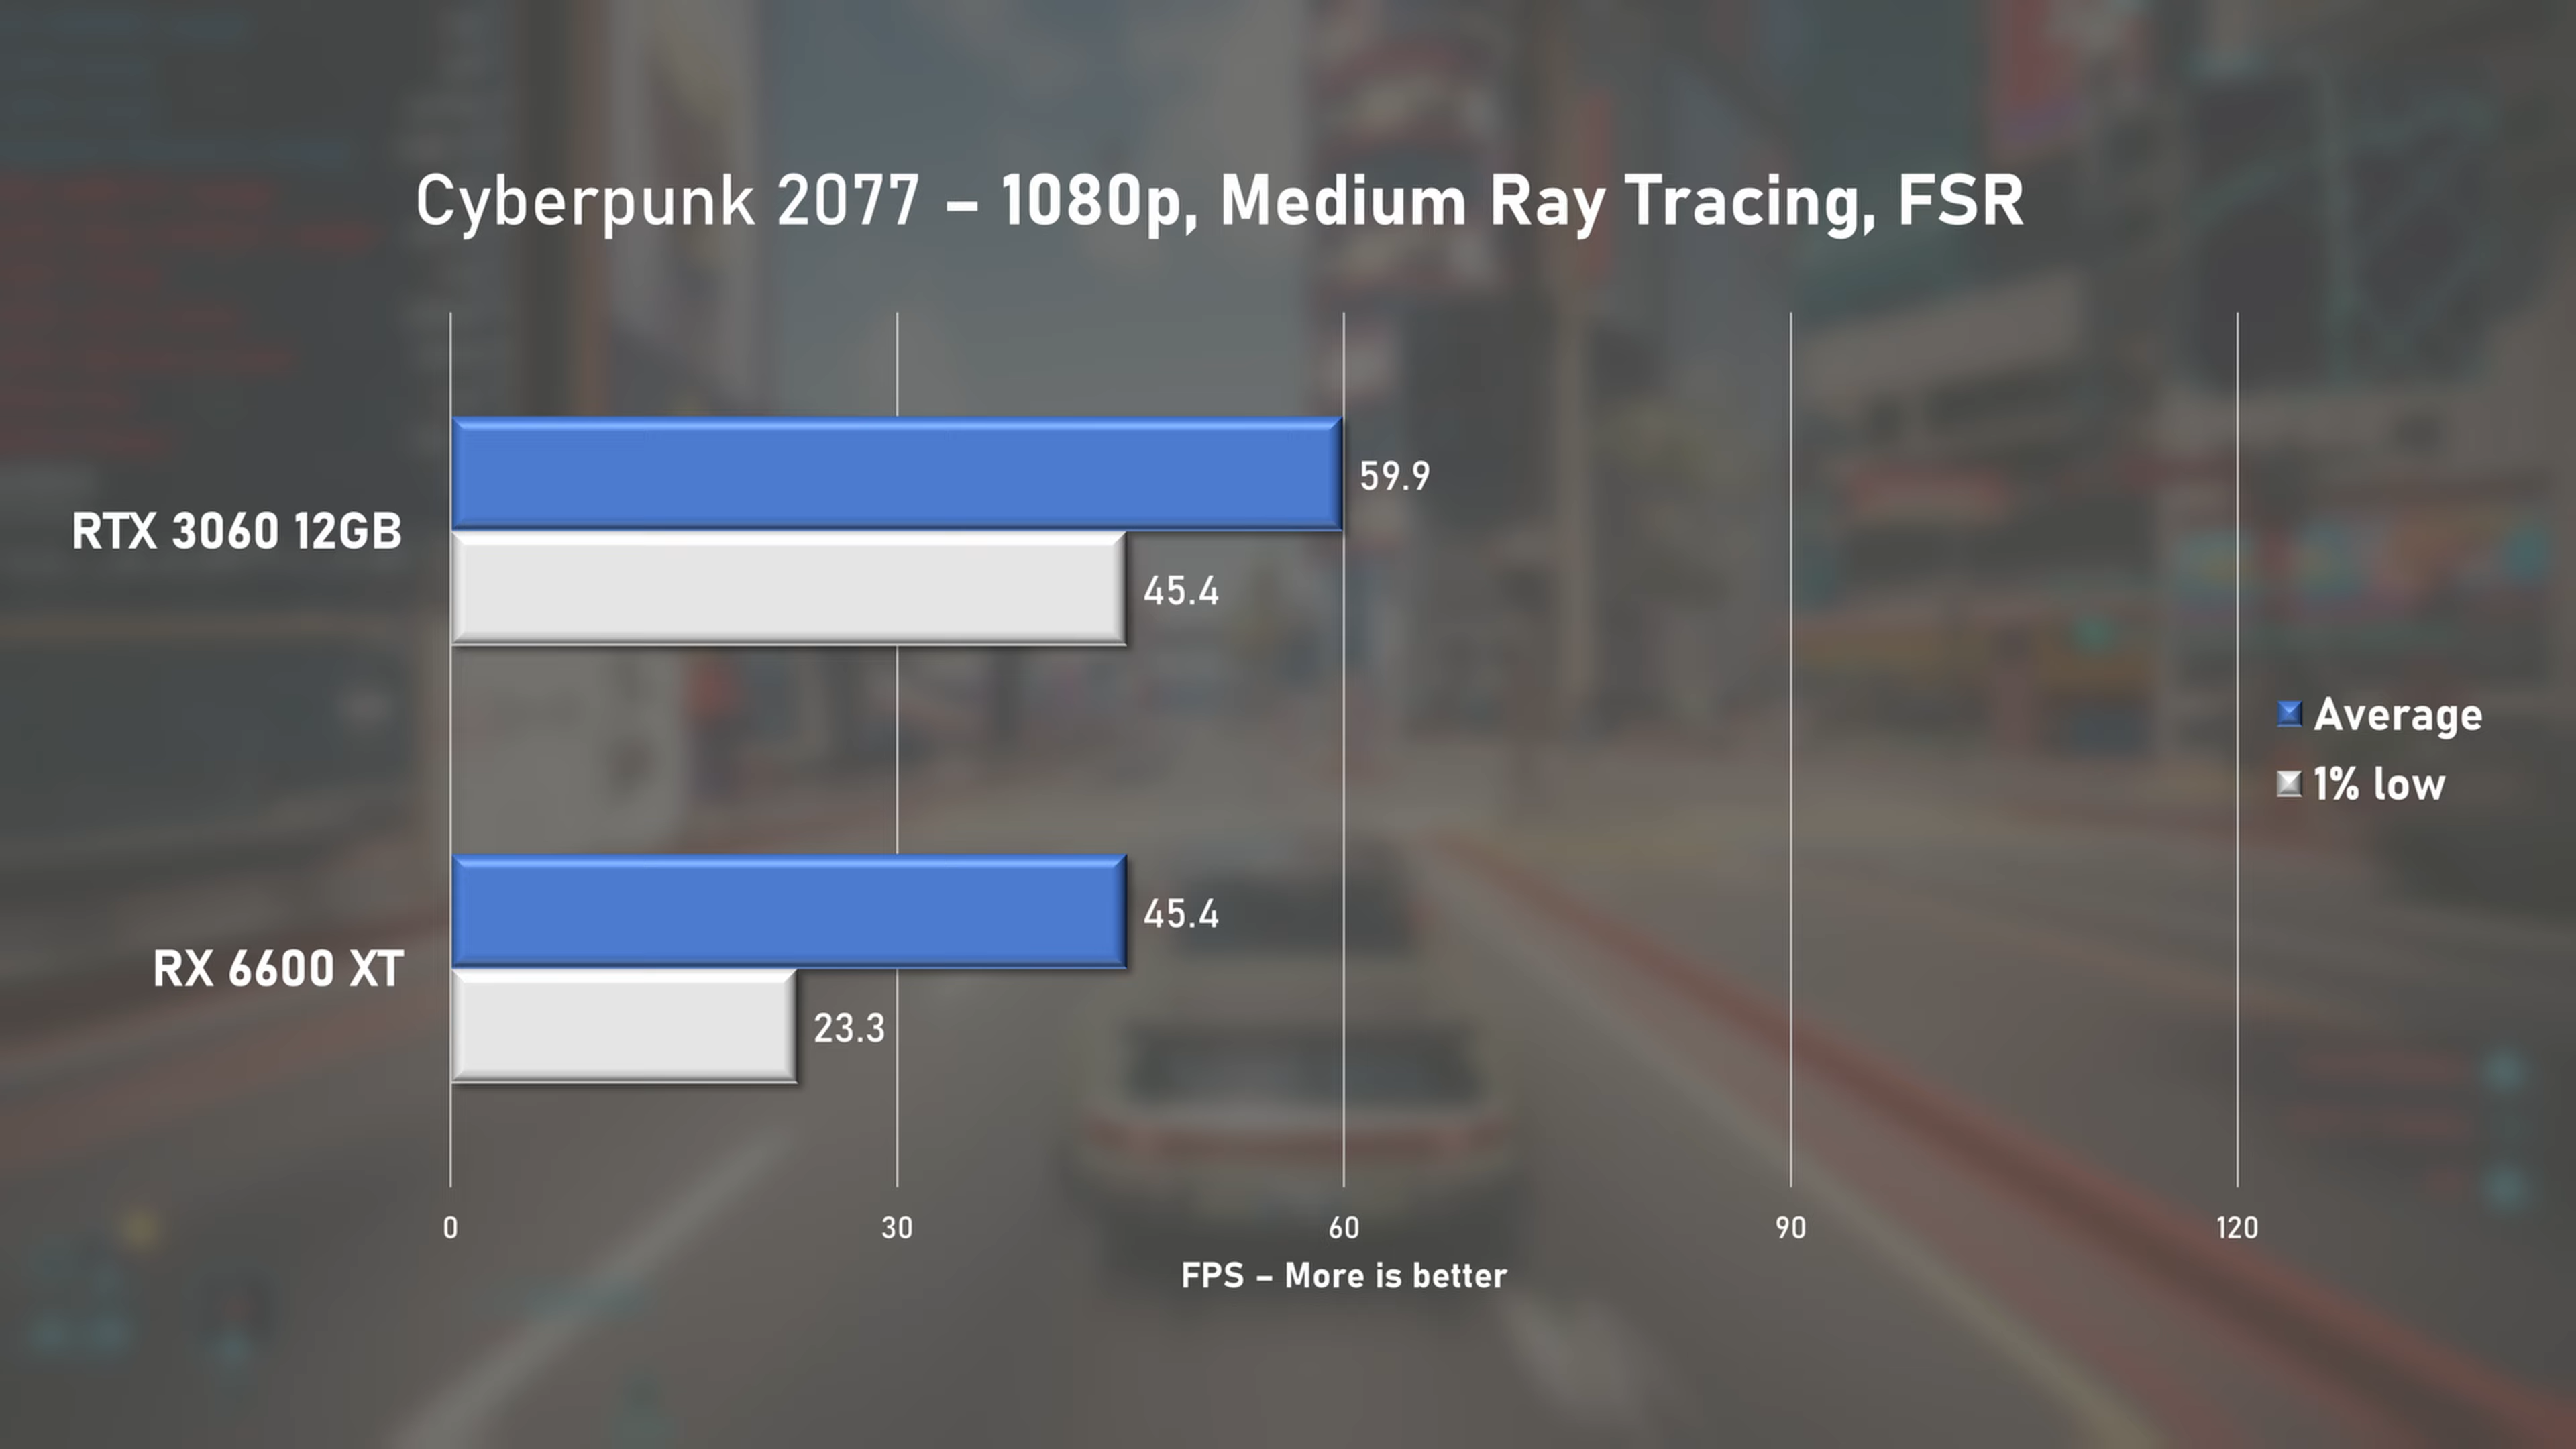 Cyberpunk 2077 – 1080p, Medium Ray Tracing, FSR
RTX 3060 12GB
59.9
45.4
RX 6600 XT
45.4
23.3
Average
1% low
0 30 60 90 120
FPS – More is better